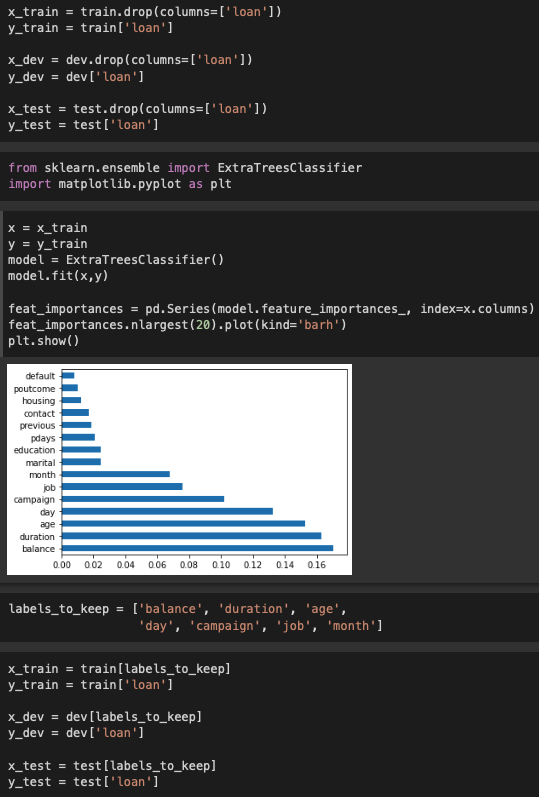 x_train = train.drop(columns=['loan'])
y_train = train['loan']
x_dev = dev.drop(columns=['loan'])
y_dev = dev['loan']
x_test = test.drop(columns=['loan'])
y_test = test['loan']
from sklearn.ensemble import ExtraTreesClassifier
import matplotlib.pyplot as plt
x = x_train
y = y_train
model = ExtraTreesClassifier()
model.fit(x,y)
feat_importances = pd.Series(model.feature_importances_, index=x.columns)
feat_importances.nlargest(20).plot(kind='barh')
plt.show()
default
poutcome
housing
contact
previous
pdays
education
marital
month
job
campaign
day
age
duration
balance
0.00 0.02 0.04 0.06 0.08 0.10 0.12 0.14 0.16
labels_to_keep = ['balance', 'duration', 'age',
'day', 'campaign', 'job', 'month']
x_train = train[labels_to_keep]
y_train = train['loan']
x_dev = dev[labels_to_keep]
y_dev = dev['loan']
x_test = test[labels_to_keep]
y_test = test['loan']